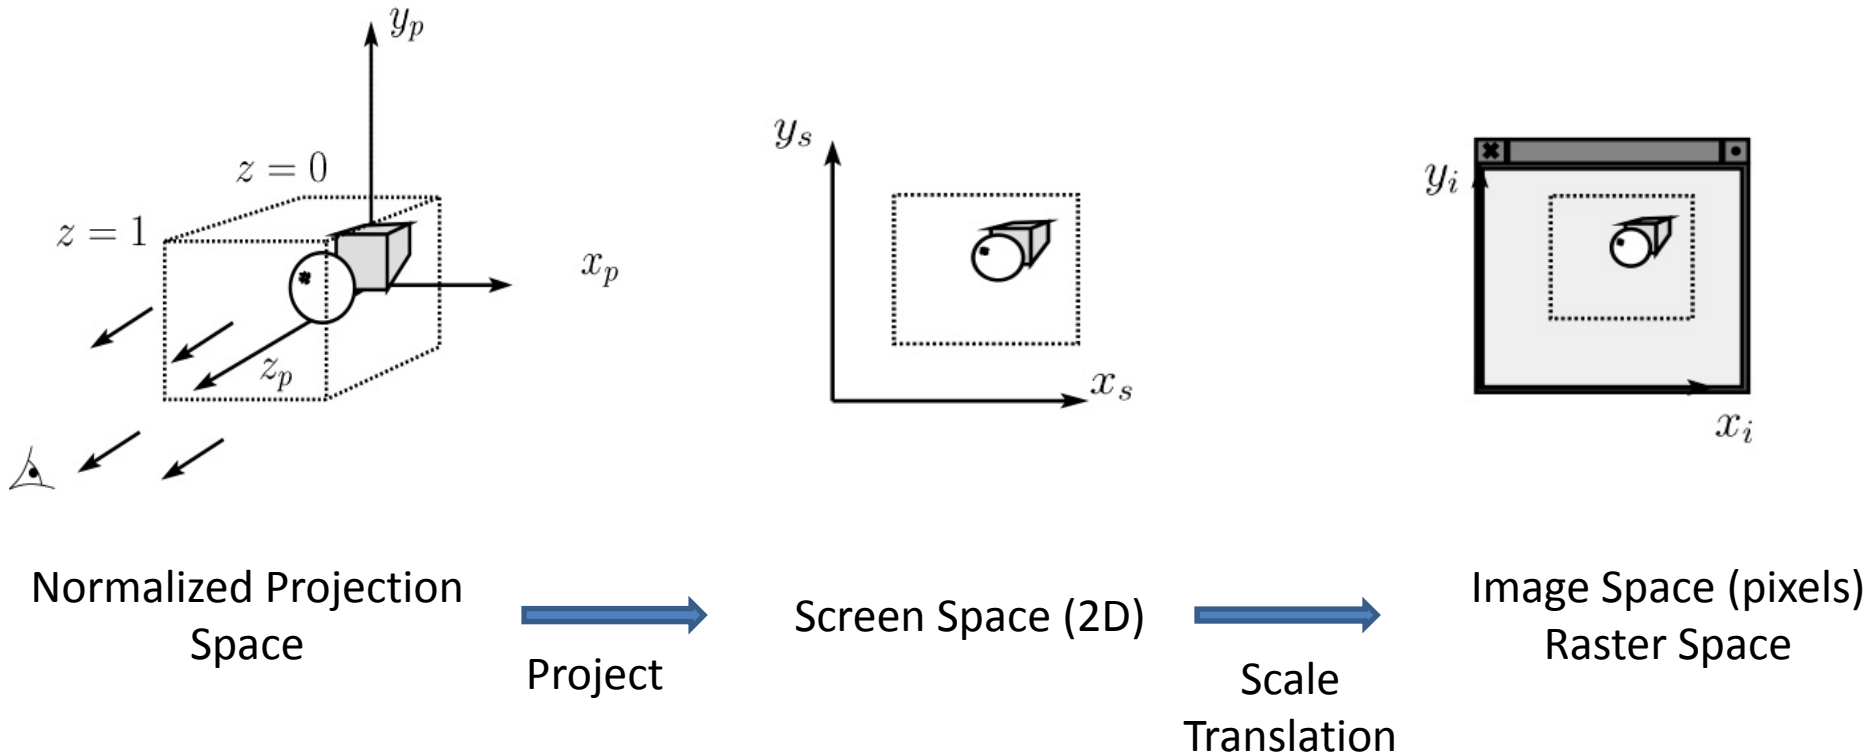 y_p
z = 0
z = 1
x_p
z_p
y_s
x_s
y_i
x_i
Normalized Projection
Space
Project
Screen Space (2D)
Scale
Translation
Image Space (pixels)
Raster Space